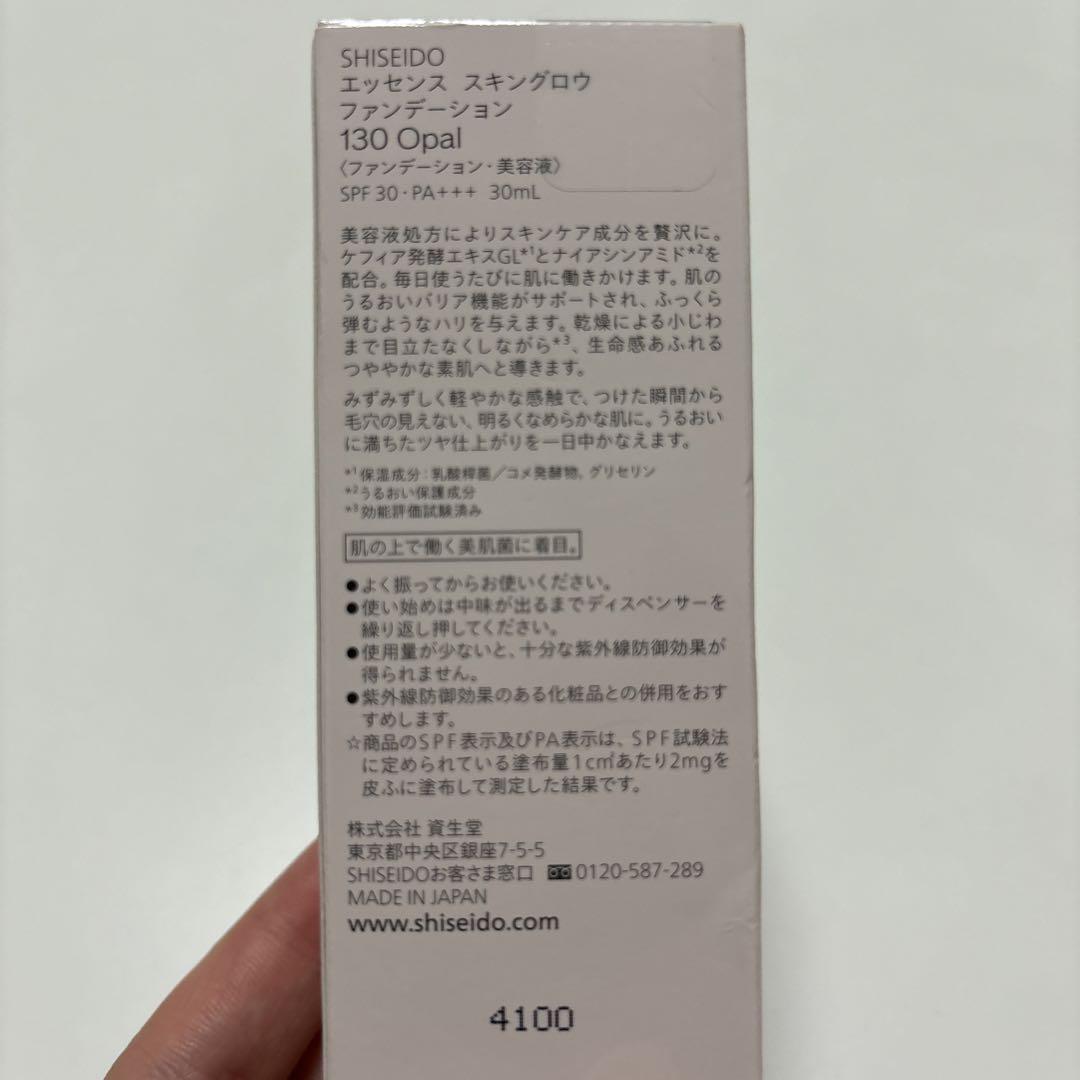 SHISEIDO
エッセンス スキングロウ
ファンデーション
130 Opal
〈ファンデーション・美容液〉
SPF 30・PA+++ 30mL
美容液処方によりスキンケア成分を贅沢に。
ケフィア発酵エキスGL*1とナイアシンアミド*2を
配合。毎日使うたびに肌に働きかけます。肌の
うるおいバリア機能がサポートされ、ふっくら
弾むようなハリを与えます。乾燥による小じわ
まで目立たなくしながら*3、生命感あふれる
つややかな素肌へと導きます。
みずみずしく軽やかな感触で、つけた瞬間から
毛穴の見えない、明るくなめらかな肌に。うるおい
に満ちたツヤ仕上がりを一日中かなえます。
*1 保湿成分：乳酸桿菌／コメ発酵物、グリセリン
*2うるおい保護成分
*3効能評価試験済み
肌の上で働く美肌菌に着目。
●よく振ってからお使いください。
●使い始めは中味が出るまでディスペンサーを
繰り返し押してください。
●使用量が少ないと、十分な紫外線防御効果が
得られません。
●紫外線防御効果のある化粧品との併用をおす
すめします。
☆商品のSPF表示及びPA表示は、SPF試験法
に定められている塗布量1c㎡あたり2mgを
皮ふに塗布して測定した結果です。
株式会社 資生堂
東京都中央区銀座7-5-5
SHISEIDOお客さま窓口 0120-587-289
MADE IN JAPAN
www.shiseido.com
4100